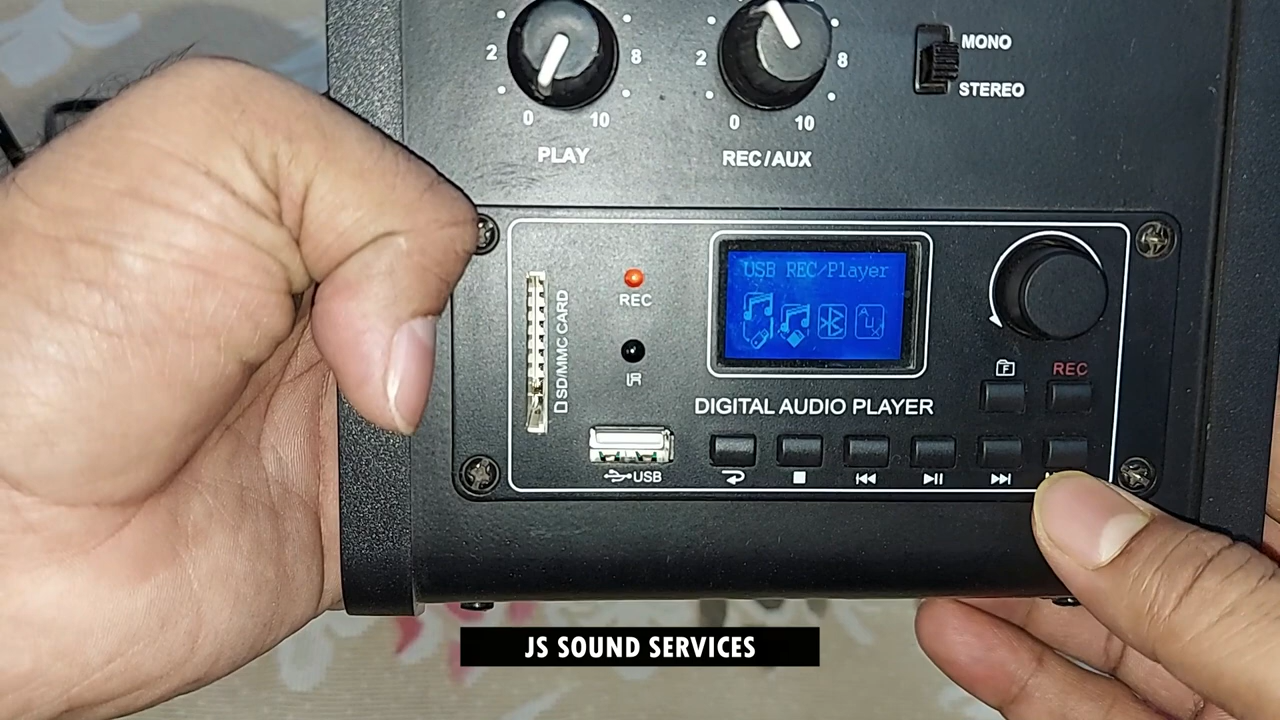 2
8
0
10
PLAY
2
8
0
10
REC/AUX
MONO
STEREO
SD/MMC CARD
REC
IR
USB REC/Player
F
REC
DIGITAL AUDIO PLAYER
USB
JS SOUND SERVICES